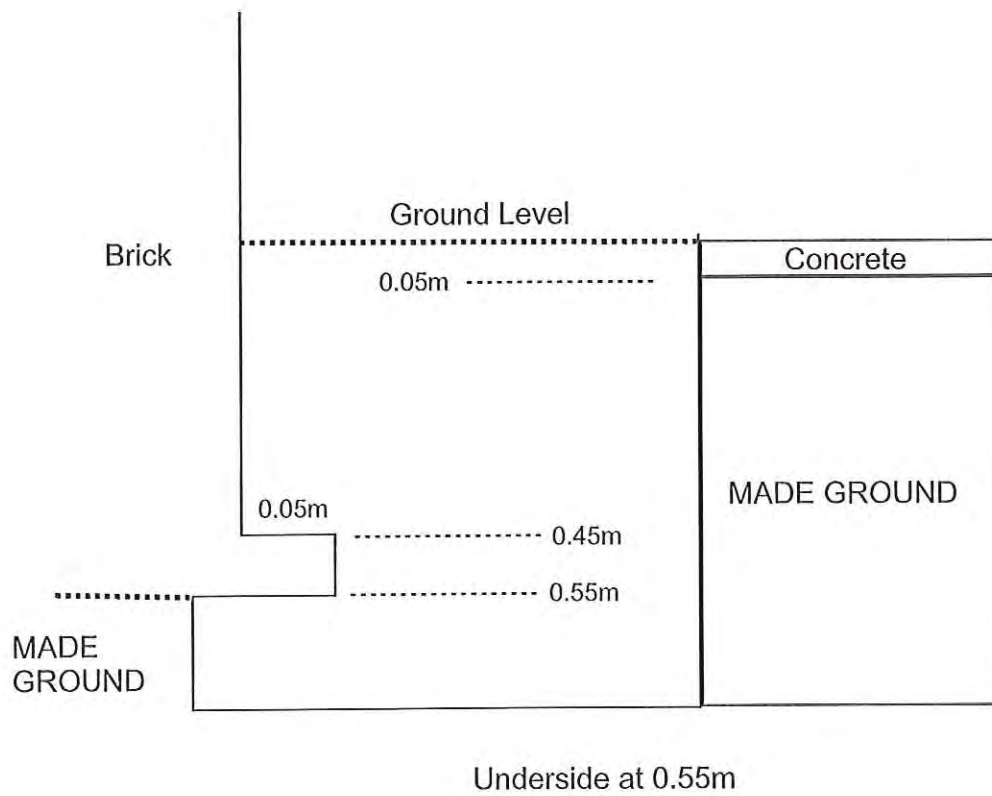 Ground Level
Brick
Concrete
0.05m
MADE GROUND
0.05m
0.45m
0.55m
MADE
GROUND
Underside at 0.55m